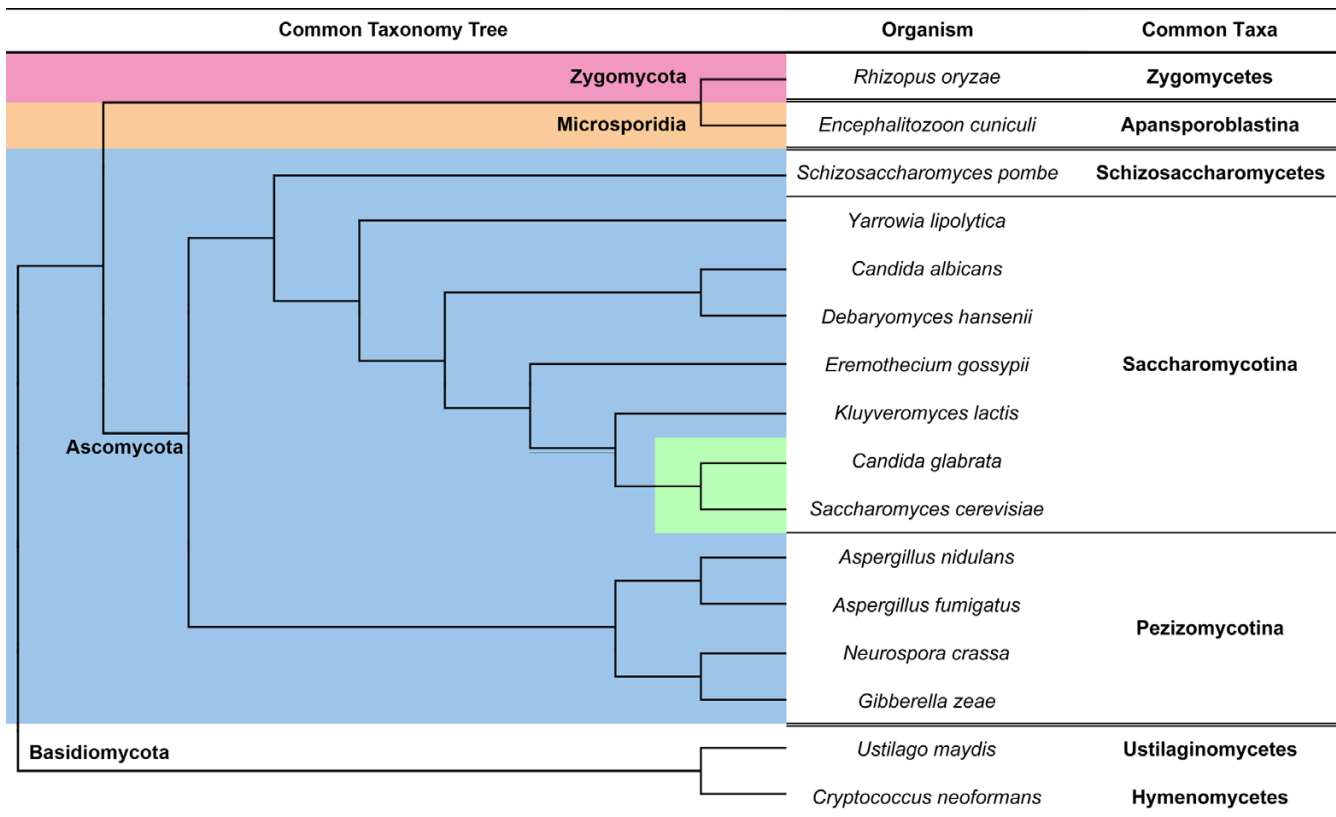 Common Taxonomy Tree Organism Common Taxa
Zygomycota Rhizopus oryzae Zygomycetes
Microsporidia Encephalitozoon cuniculi Apansporoblastina
Schizosaccharomyces pombe Schizosaccharomycetes
Yarrowia lipolytica
Candida albicans
Debaryomyces hansenii
Eremothecium gossypii Saccharomycotina
Kluyveromyces lactis
Ascomycota
Candida glabrata
Saccharomyces cerevisiae
Aspergillus nidulans
Aspergillus fumigatus
Pezizomycotina
Neurospora crassa
Gibberella zeae
Basidiomycota Ustilago maydis Ustilaginomycetes
Cryptococcus neoformans Hymenomycetes